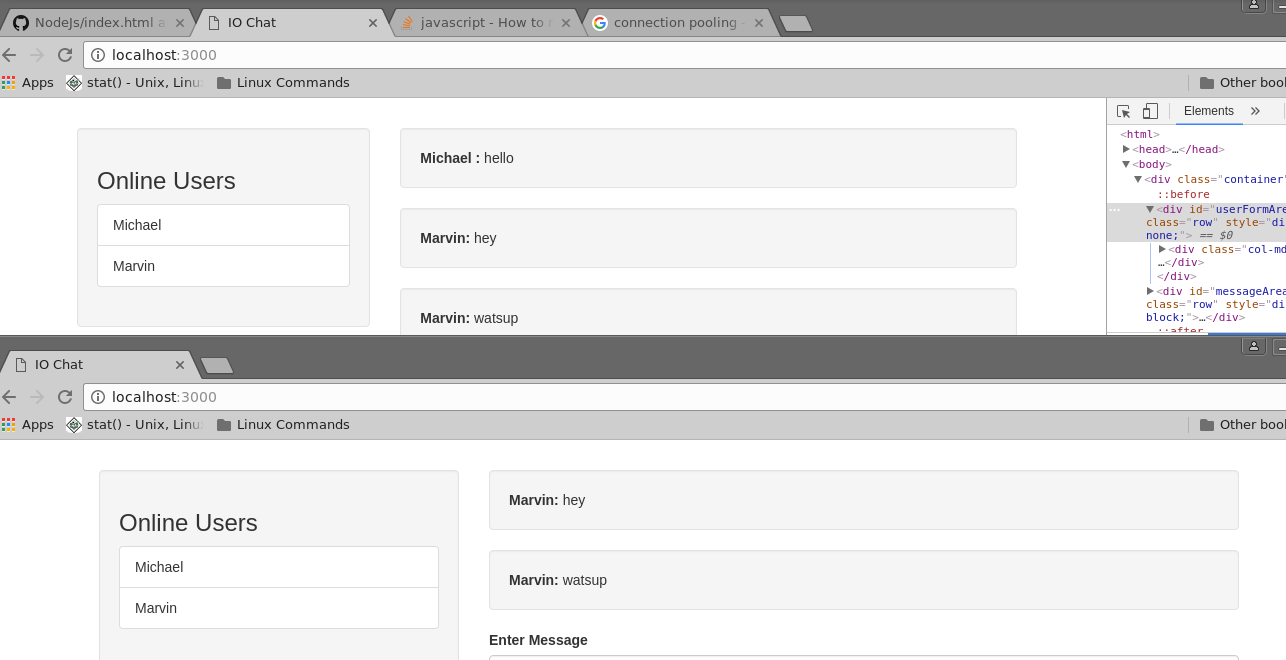 NodeJs/index.html a
IO Chat
javascript - How to r
connection pooling -
localhost:3000
Apps
stat() - Unix, Linu
Linux Commands
Other boo
Online Users
Michael
Marvin
Michael : hello
Marvin: hey
Marvin: watsup
Elements »
<html>
<head>…</head>
<body>
<div class="container"
::before
<div id="userFormAre
class="row" style="di
none;"> == $0
<div class="col-md
…</div>
</div>
<div id="messageArea
class="row" style="di
block;">…</div>
::after
IO Chat
localhost:3000
Apps
stat() - Unix, Linu
Linux Commands
Other boo
Online Users
Michael
Marvin
Marvin: hey
Marvin: watsup
Enter Message